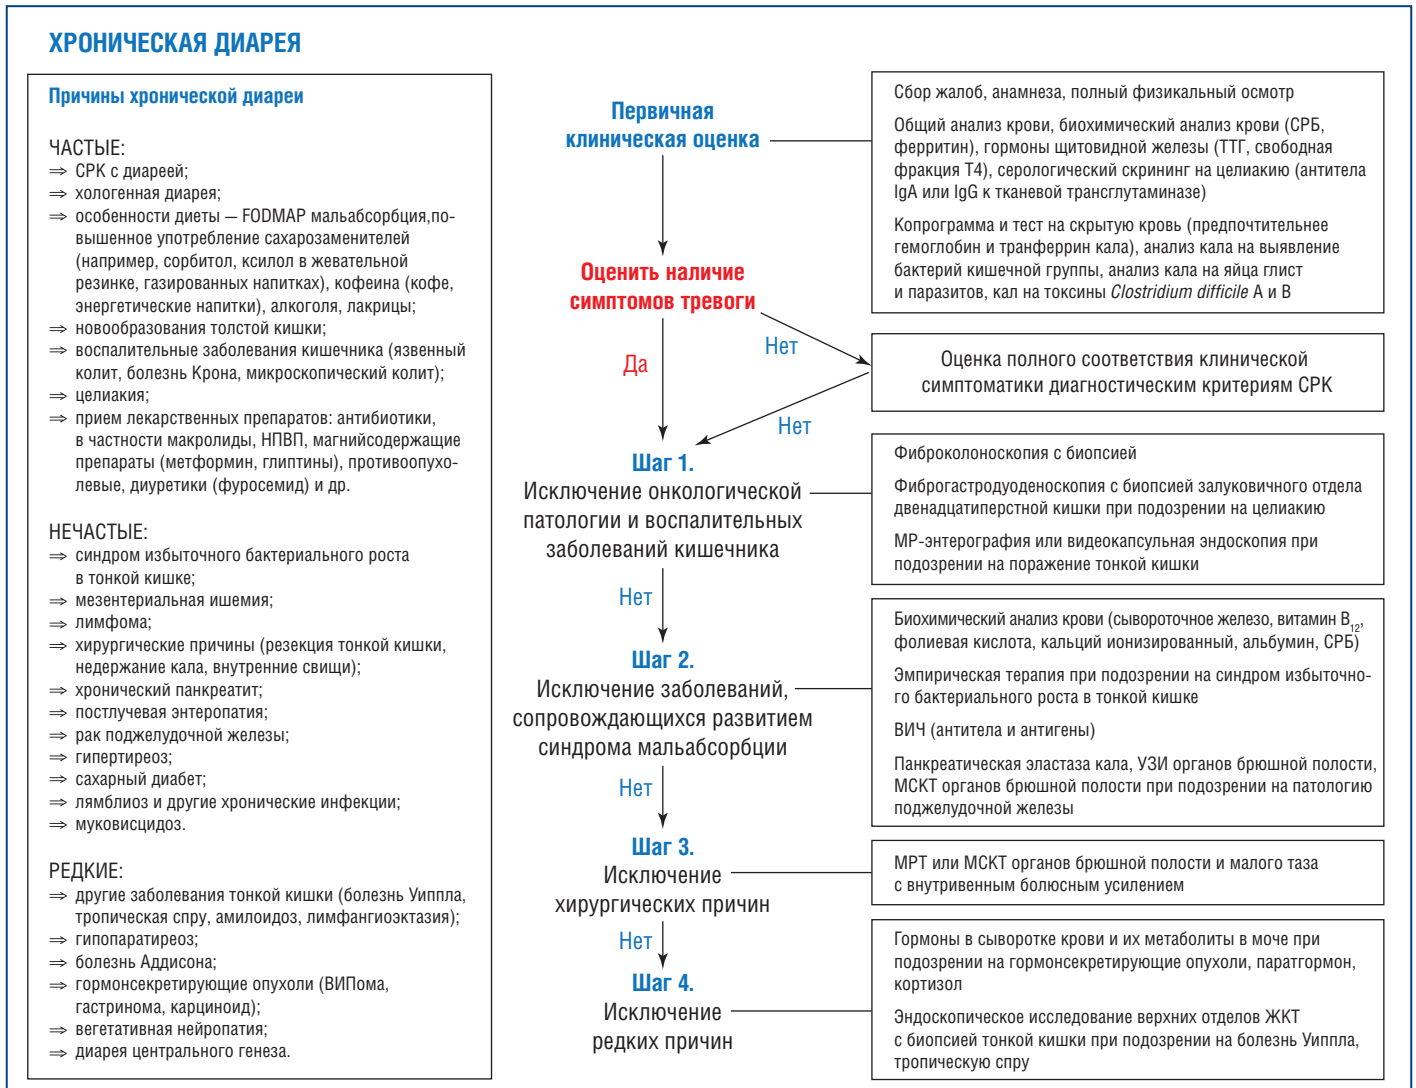 ХРОНИЧЕСКАЯ ДИАРЕЯ
Причины хронической диареи
ЧАСТЫЕ:
⇒ СРК с диареей;
⇒ хологенная диарея;
⇒ особенности диеты — FODMAP мальабсорбция,по-
вышенное употребление сахарозаменителей
(например, сорбитол, ксилол в жевательной
резинке, газированных напитках), кофеина (кофе,
энергетические напитки), алкоголя, лакрицы;
⇒ новообразования толстой кишки;
⇒ воспалительные заболевания кишечника (язвенный
колит, болезнь Крона, микроскопический колит);
⇒ целиакия;
⇒ прием лекарственных препаратов: антибиотики,
в частности макролиды, НПВП, магнийсодержащие
препараты (метформин, глиптины), противоопухо-
левые, диуретики (фуросемид) и др.
НЕЧАСТЫЕ:
⇒ синдром избыточного бактериального роста
в тонкой кишке;
⇒ мезентериальная ишемия;
⇒ лимфома;
⇒ хирургические причины (резекция тонкой кишки,
недержание кала, внутренние свищи);
⇒ хронический панкреатит;
⇒ постлучевая энтеропатия;
⇒ рак поджелудочной железы;
⇒ гипертиреоз;
⇒ сахарный диабет;
⇒ лямблиоз и другие хронические инфекции;
⇒ муковисцидоз.
РЕДКИЕ:
⇒ другие заболевания тонкой кишки (болезнь Уиппла,
тропическая спру, амилоидоз, лимфангиоэктазия);
⇒ гипопаратиреоз;
⇒ болезнь Аддисона;
⇒ гормонсекретирующие опухоли (ВИПома,
гастринома, карциноид);
⇒ вегетативная нейропатия;
⇒ диарея центрального генеза.
Первичная
клиническая оценка
Сбор жалоб, анамнеза, полный физикальный осмотр
Общий анализ крови, биохимический анализ крови (СРБ,
ферритин), гормоны щитовидной железы (ТТГ, свободная
фракция Т4), серологический скрининг на целиакию (антитела
IgA или IgG к тканевой трансглутаминазе)
Копрограмма и тест на скрытую кровь (предпочтительнее
гемоглобин и транферрин кала), анализ кала на выявление
бактерий кишечной группы, анализ кала на яйца глист
и паразитов, кал на токсины Clostridium difficile A и B
Оценить наличие
симптомов тревоги
Да
Нет
Оценка полного соответствия клинической
симптоматики диагностическим критериям СРК
Нет
Шаг 1.
Исключение онкологической
патологии и воспалительных
заболеваний кишечника
Фиброколоноскопия с биопсией
Фиброгастродуоденоскопия с биопсией залуковичного отдела
двенадцатиперстной кишки при подозрении на целиакию
МР-энтерография или видеокапсульная эндоскопия при
подозрении на поражение тонкой кишки
Нет
Шаг 2.
Исключение заболеваний,
сопровождающихся развитием
синдрома мальабсорбции
Биохимический анализ крови (сывороточное железо, витамин B12,
фолиевая кислота, кальций ионизированный, альбумин, СРБ)
Эмпирическая терапия при подозрении на синдром избыточно-
го бактериального роста в тонкой кишке
ВИЧ (антитела и антигены)
Панкреатическая эластаза кала, УЗИ органов брюшной полости,
МСКТ органов брюшной полости при подозрении на патологию
поджелудочной железы
Нет
Шаг 3.
Исключение
хирургических причин
МРТ или МСКТ органов брюшной полости и малого таза
с внутривенным болюсным усилением
Нет
Шаг 4.
Исключение
редких причин
Гормоны в сыворотке крови и их метаболиты в моче при
подозрении на гормонсекретирующие опухоли, паратгормон,
кортизол
Эндоскопическое исследование верхних отделов ЖКТ
с биопсией тонкой кишки при подозрении на болезнь Уиппла,
тропическую спру